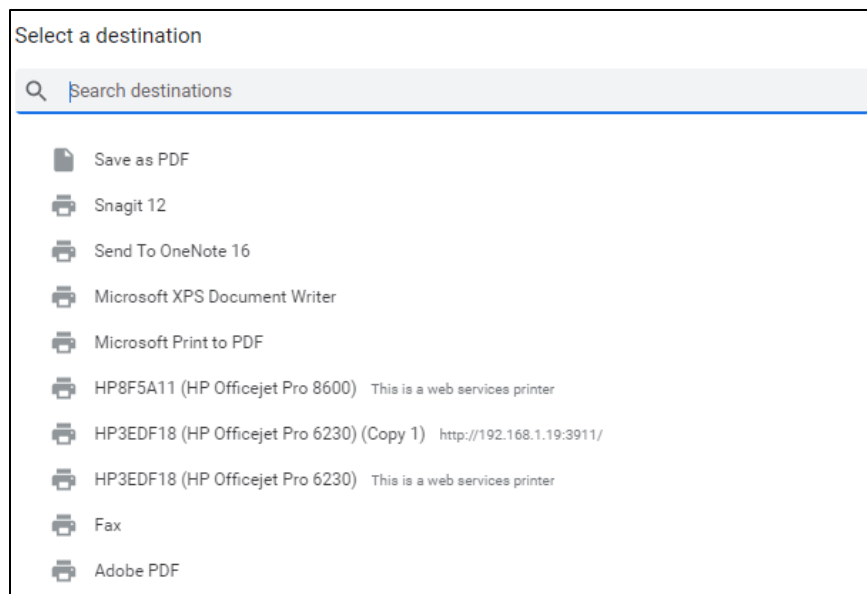 Select a destination
Search destinations
Save as PDF
Snagit 12
Send To OneNote 16
Microsoft XPS Document Writer
Microsoft Print to PDF
HP8F5A11 (HP Officejet Pro 8600) This is a web services printer
HP3EDF18 (HP Officejet Pro 6230) (Copy 1) http://192.168.1.19:3911/
HP3EDF18 (HP Officejet Pro 6230) This is a web services printer
Fax
Adobe PDF